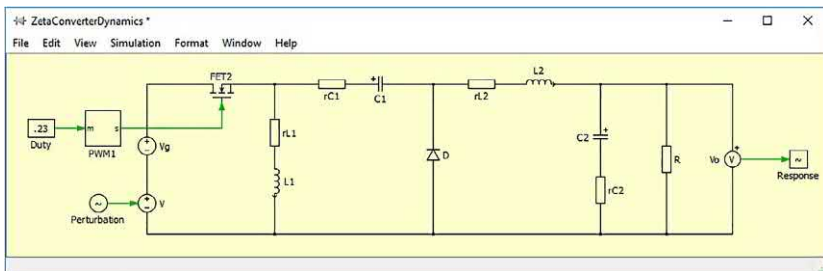 ZetaConverterDynamics *
File Edit View Simulation Format Window Help
FET2
L2
rC1
C1
rL2
.23
m
s
Duty
PWM1
Vg
rL1
C2
D
R
Vo
V
L1
rC2
~
Response
~
V
Perturbation